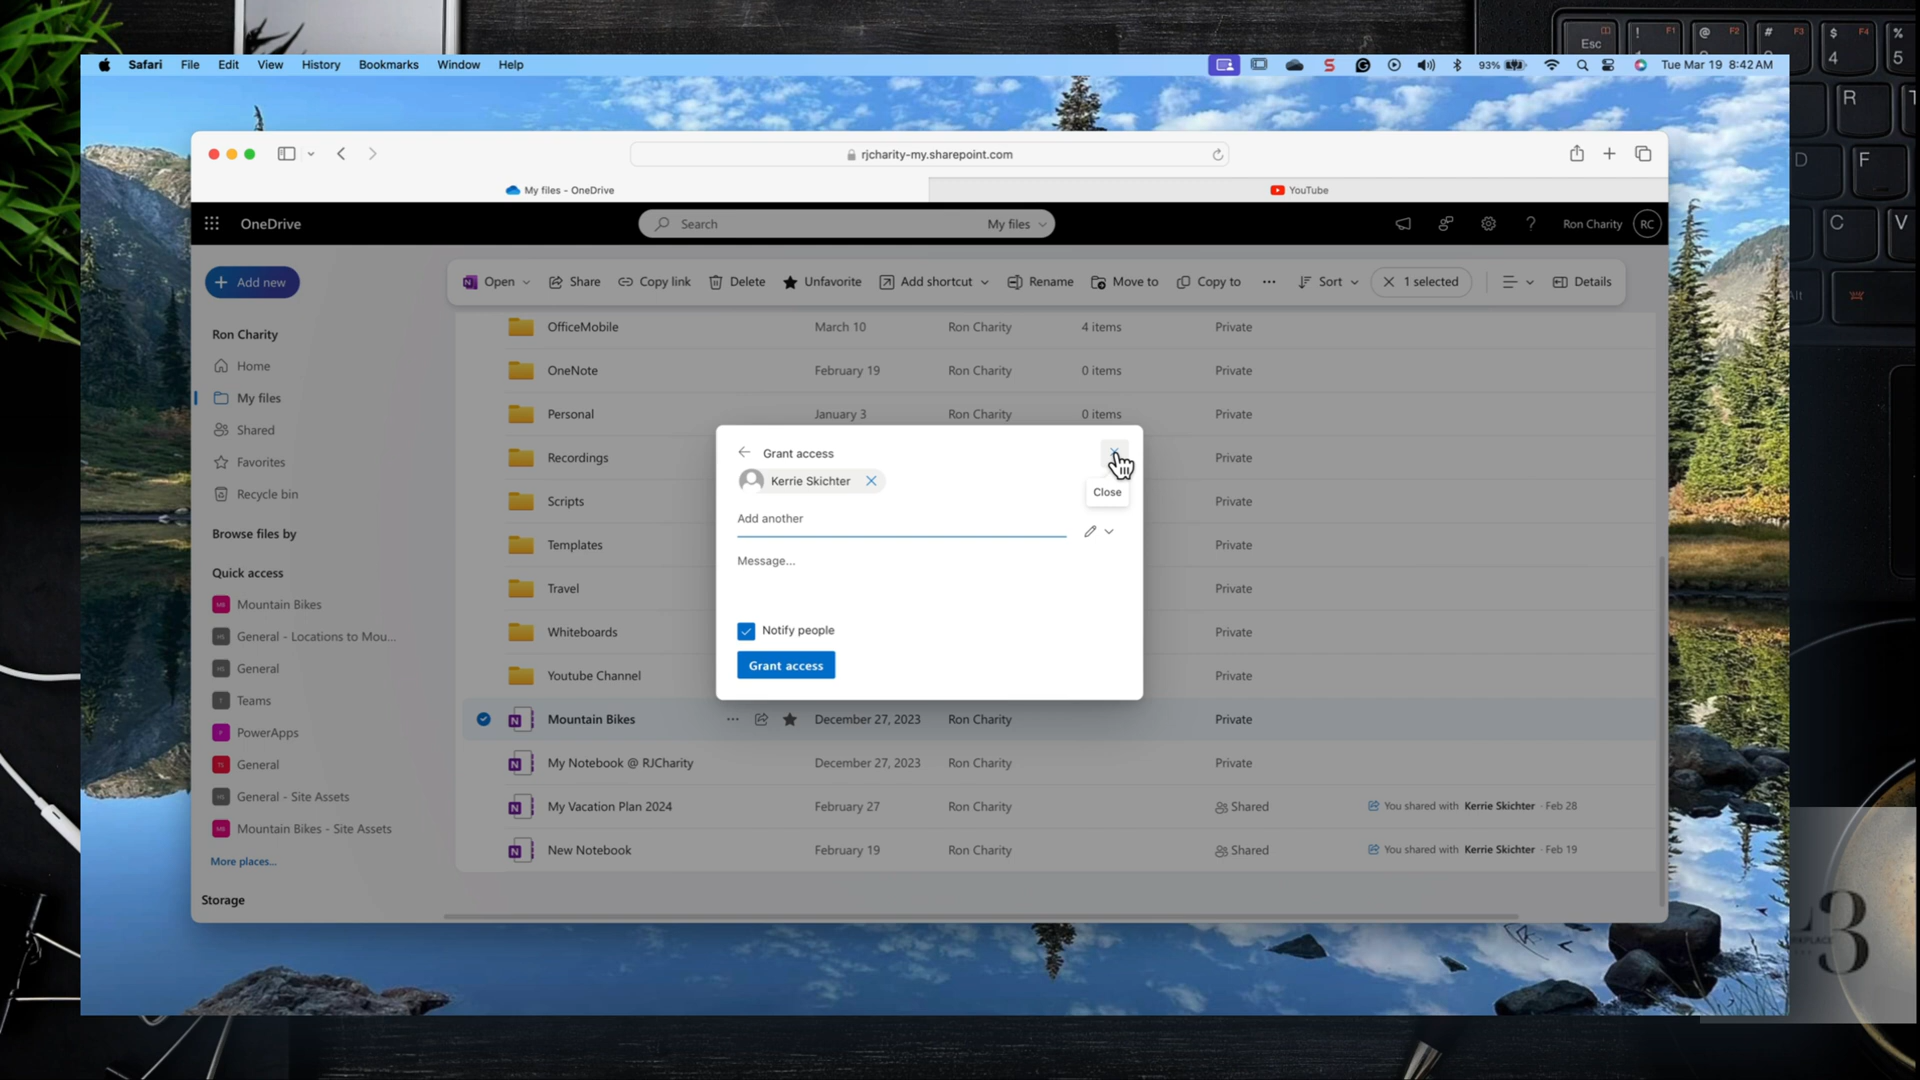 Safari File Edit View History Bookmarks Window Help 93% Tue Mar 19 8:42 AM
rjcharity-my.sharepoint.com
My files - OneDrive YouTube
OneDrive Search My files Ron Charity RC
Add new Open Share Copy link Delete Unfavorite Add shortcut Rename Move to Copy to ... Sort 1 selected Details
Ron Charity
Home
My files
Shared
Favorites
Recycle bin
Browse files by
Quick access
Mountain Bikes
General - Locations to Mou...
General
Teams
PowerApps
General
General - Site Assets
Mountain Bikes - Site Assets
More places...
Storage
OfficeMobile March 10 Ron Charity 4 items Private
OneNote February 19 Ron Charity 0 items Private
Personal January 3 Ron Charity 0 items Private
Recordings Private
Scripts Private
Templates Private
Travel Private
Whiteboards Private
Youtube Channel Private
Mountain Bikes ... December 27, 2023 Ron Charity Private
My Notebook @ RJCharity December 27, 2023 Ron Charity Private
My Vacation Plan 2024 February 27 Ron Charity Shared You shared with Kerrie Skichter · Feb 28
New Notebook February 19 Ron Charity Shared You shared with Kerrie Skichter · Feb 19
Grant access
Kerrie Skichter
Close
Add another
Message...
Notify people
Grant access
Esc ! F1 @ F2 # F3 $ F4 %
4 5
R
D F
C V